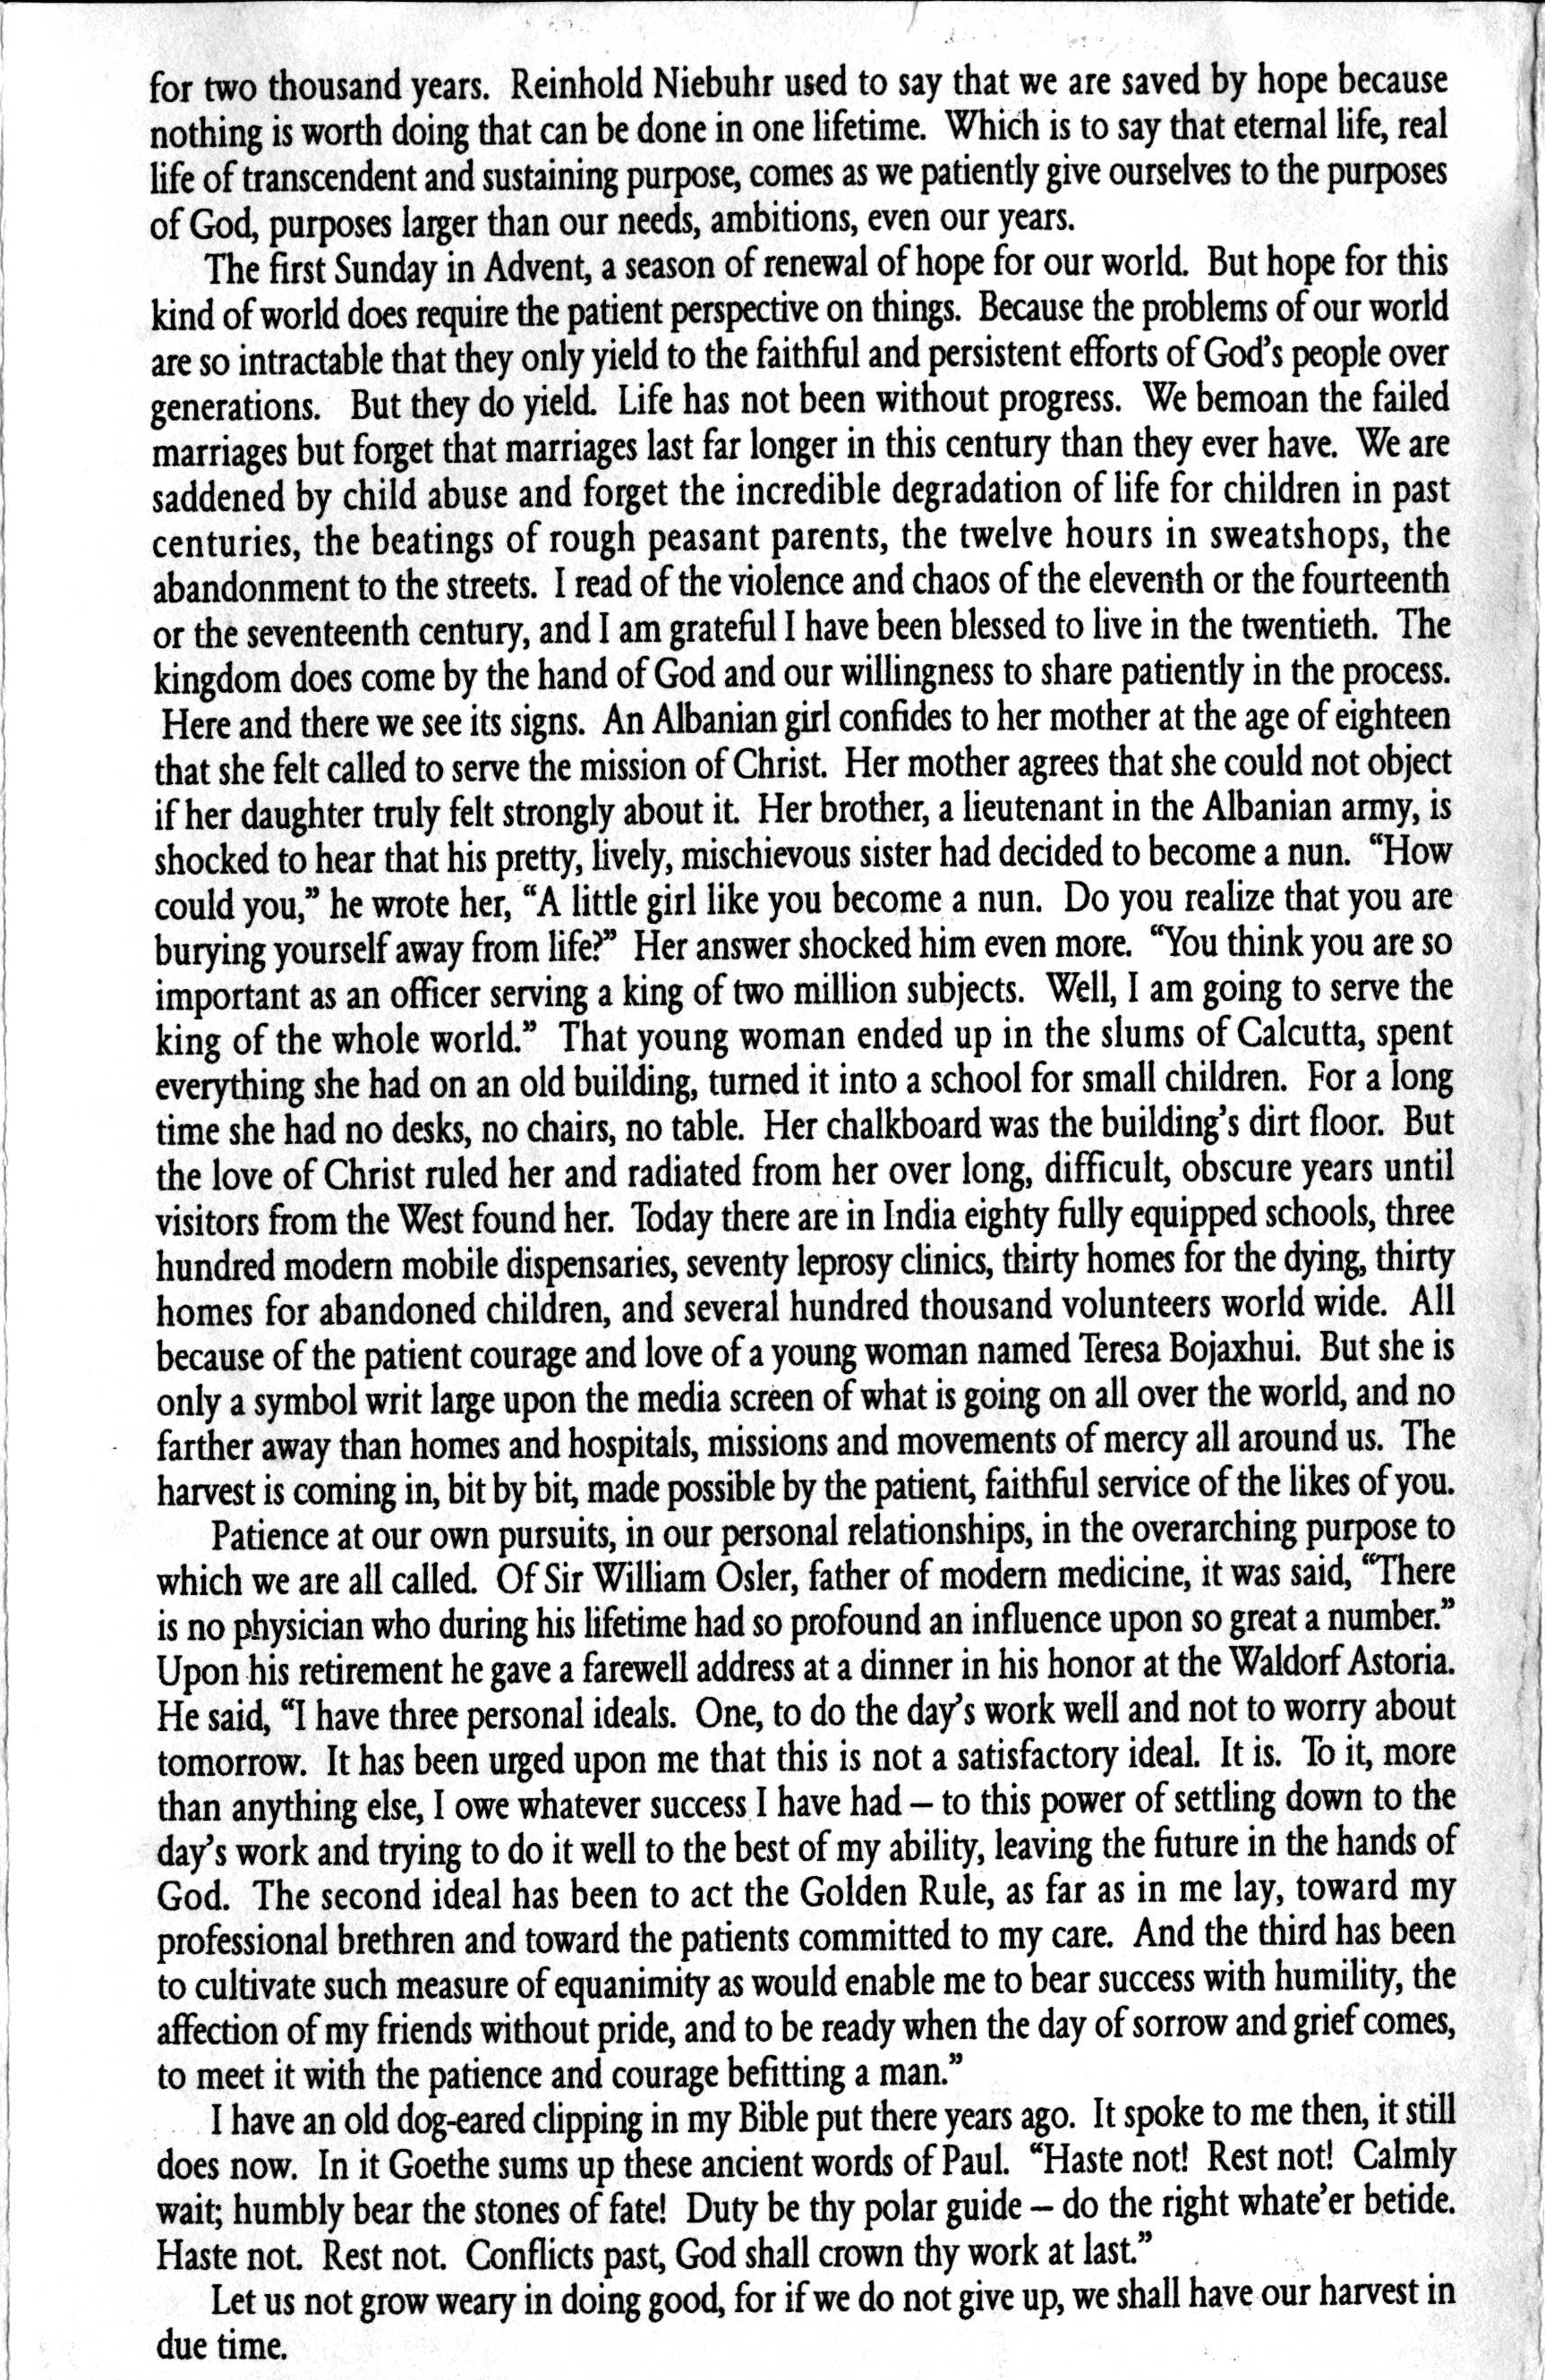 for two thousand years. Reinhold Niebuhr used to say that we are saved by hope because
nothing is worth doing that can be done in one lifetime. Which is to say that eternal life, real
life of transcendent and sustaining purpose, comes as we patiently give ourselves to the purposes
of God, purposes larger than our needs, ambitions, even our years.
The first Sunday in Advent, a season of renewal of hope for our world. But hope for this
kind of world does require the patient perspective on things. Because the problems of our world
are so intractable that they only yield to the faithful and persistent efforts of God's people over
generations. But they do yield. Life has not been without progress. We bemoan the failed
marriages but forget that marriages last far longer in this century than they ever have. We are
saddened by child abuse and forget the incredible degradation of life for children in past
centuries, the beatings of rough peasant parents, the twelve hours in sweatshops, the
abandonment to the streets. I read of the violence and chaos of the eleventh or the fourteenth
or the seventeenth century, and I am grateful I have been blessed to live in the twentieth. The
kingdom does come by the hand of God and our willingness to share patiently in the process.
Here and there we see its signs. An Albanian girl confides to her mother at the age of eighteen
that she felt called to serve the mission of Christ. Her mother agrees that she could not object
if her daughter truly felt strongly about it. Her brother, a lieutenant in the Albanian army, is
shocked to hear that his pretty, lively, mischievous sister had decided to become a nun. “How
could you,” he wrote her, “A little girl like you become a nun. Do you realize that you are
burying yourself away from life?” Her answer shocked him even more. “You think you are so
important as an officer serving a king of two million subjects. Well, I am going to serve the
king of the whole world.” That young woman ended up in the slums of Calcutta, spent
everything she had on an old building, turned it into a school for small children. For a long
time she had no desks, no chairs, no table. Her chalkboard was the building's dirt floor. But
the love of Christ ruled her and radiated from her over long, difficult, obscure years until
visitors from the West found her. Today there are in India eighty fully equipped schools, three
hundred modern mobile dispensaries, seventy leprosy clinics, thirty homes for the dying, thirty
homes for abandoned children, and several hundred thousand volunteers world wide. All
because of the patient courage and love of a young woman named Teresa Bojaxhui. But she is
only a symbol writ large upon the media screen of what is going on all over the world, and no
farther away than homes and hospitals, missions and movements of mercy all around us. The
harvest is coming in, bit by bit, made possible by the patient, faithful service of the likes of you.
Patience at our own pursuits, in our personal relationships, in the overarching purpose to
which we are all called. Of Sir William Osler, father of modern medicine, it was said, “There
is no physician who during his lifetime had so profound an influence upon so great a number.”
Upon his retirement he gave a farewell address at a dinner in his honor at the Waldorf Astoria.
He said, “I have three personal ideals. One, to do the day's work well and not to worry about
tomorrow. It has been urged upon me that this is not a satisfactory ideal. It is. To it, more
than anything else, I owe whatever success I have had – to this power of settling down to the
day's work and trying to do it well to the best of my ability, leaving the future in the hands of
God. The second ideal has been to act the Golden Rule, as far as in me lay, toward my
professional brethren and toward the patients committed to my care. And the third has been
to cultivate such measure of equanimity as would enable me to bear success with humility, the
affection of my friends without pride, and to be ready when the day of sorrow and grief comes,
to meet it with the patience and courage befitting a man.”
I have an old dog-eared clipping in my Bible put there years ago. It spoke to me then, it still
does now. In it Goethe sums up these ancient words of Paul. “Haste not! Rest not! Calmly
wait; humbly bear the stones of fate! Duty be thy polar guide – do the right whate'er betide.
Haste not. Rest not. Conflicts past, God shall crown thy work at last.”
Let us not grow weary in doing good, for if we do not give up, we shall have our harvest in
due time.